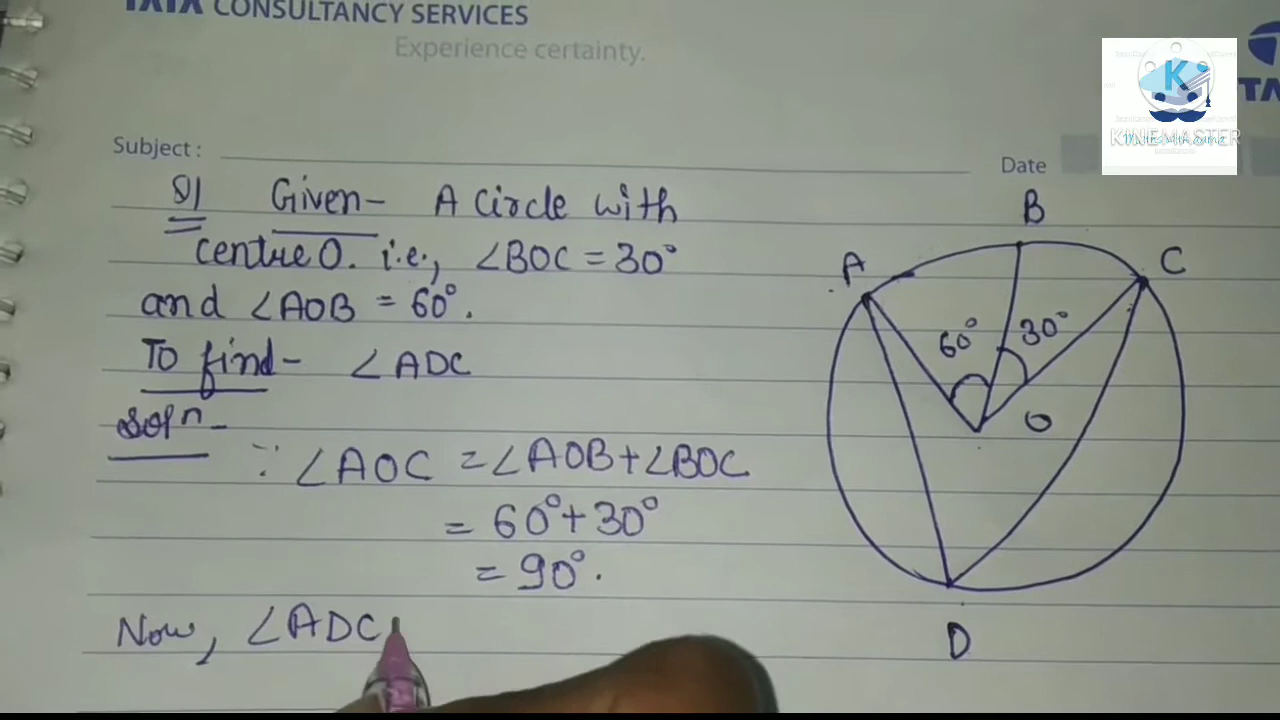 TATA CONSULTANCY SERVICES
Experience certainty.
TATA
KINEMASTER
Subject :
Date
Q1 Given- A Circle with
centre O. i.e., ∠BOC = 30°
and ∠AOB = 60°.
To find- ∠ADC
Solⁿ-
∵ ∠AOC = ∠AOB+∠BOC
= 60°+30°
= 90°.
Now, ∠ADC
B
A
C
60° 30°
O
D